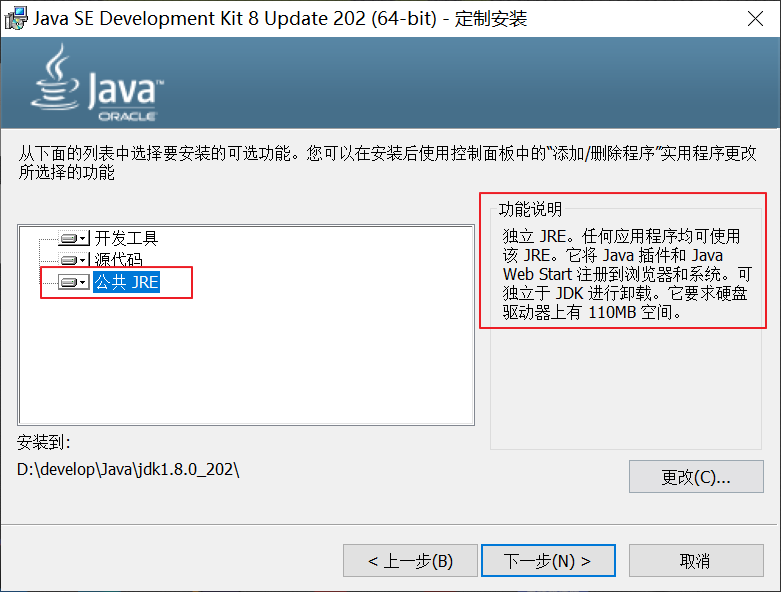 Java SE Development Kit 8 Update 202 (64-bit) - 定制安装
Java™
ORACLE
从下面的列表中选择要安装的可选功能。您可以在安装后使用控制面板中的“添加/删除程序”实用程序更改
所选择的功能
开发工具
源代码
公共 JRE
功能说明
独立 JRE。任何应用程序均可使用
该 JRE。它将 Java 插件和 Java
Web Start 注册到浏览器和系统。可
独立于 JDK 进行卸载。它要求硬盘
驱动器上有 110MB 空间。
安装到:
D:\develop\Java\jdk1.8.0_202\
更改(C)...
< 上一步(B)
下一步(N) >
取消